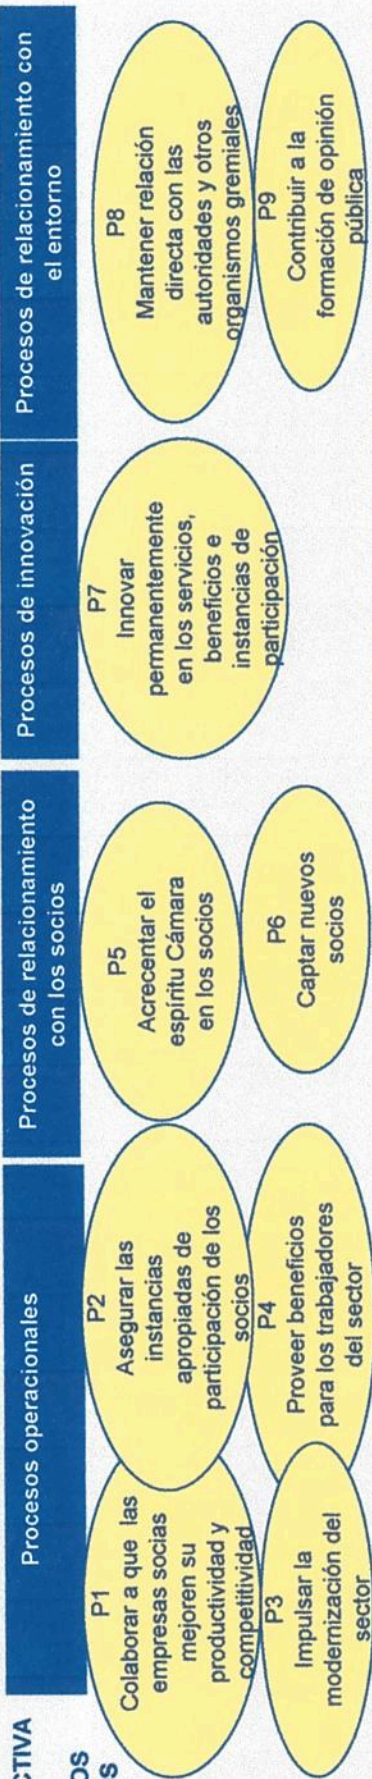 CTIVA
OS
S
Procesos operacionales
P1
Colaborar a que las
empresas socias
mejoren su
productividad y
competitividad
P2
Asegurar las
instancias
apropiadas de
participación de los
socios
P3
Impulsar la
modernización del
sector
P4
Proveer beneficios
para los trabajadores
del sector
Procesos de relacionamiento
con los socios
P5
Acrecentar el
espíritu Cámara
en los socios
P6
Captar nuevos
socios
Procesos de innovación
P7
Innovar
permanentemente
en los servicios,
beneficios e
instancias de
participación
Procesos de relacionamiento con
el entorno
P8
Mantener relación
directa con las
autoridades y otros
organismos gremiales
P9
Contribuir a la
formación de opinión
pública